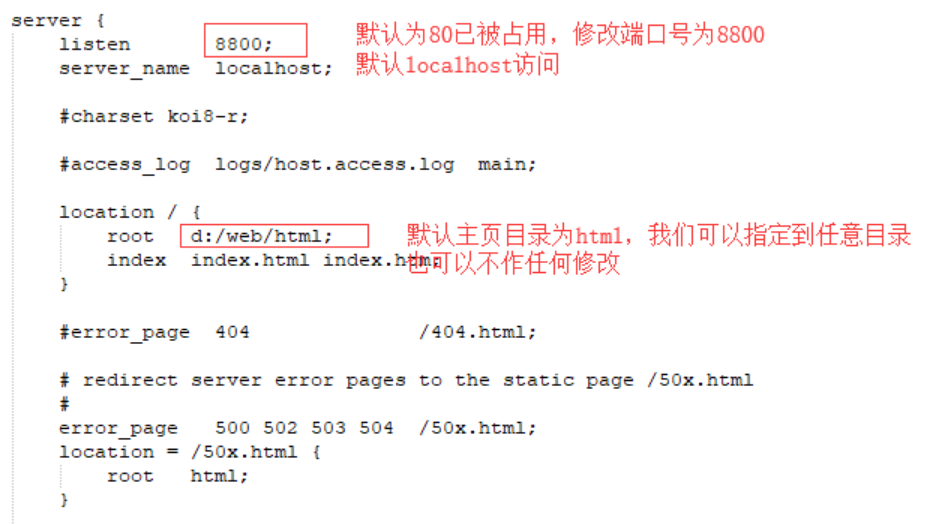 server {
listen 8800; 默认为80已被占用，修改端口号为8800
server_name localhost; 默认localhost访问
#charset koi8-r;
#access_log logs/host.access.log main;
location / {
root d:/web/html; 默认主页目录为html，我们可以指定到任意目录
index index.html index.htm; 也可以不作任何修改
}
#error_page 404 /404.html;
# redirect server error pages to the static page /50x.html
#
error_page 500 502 503 504 /50x.html;
location = /50x.html {
root html;
}